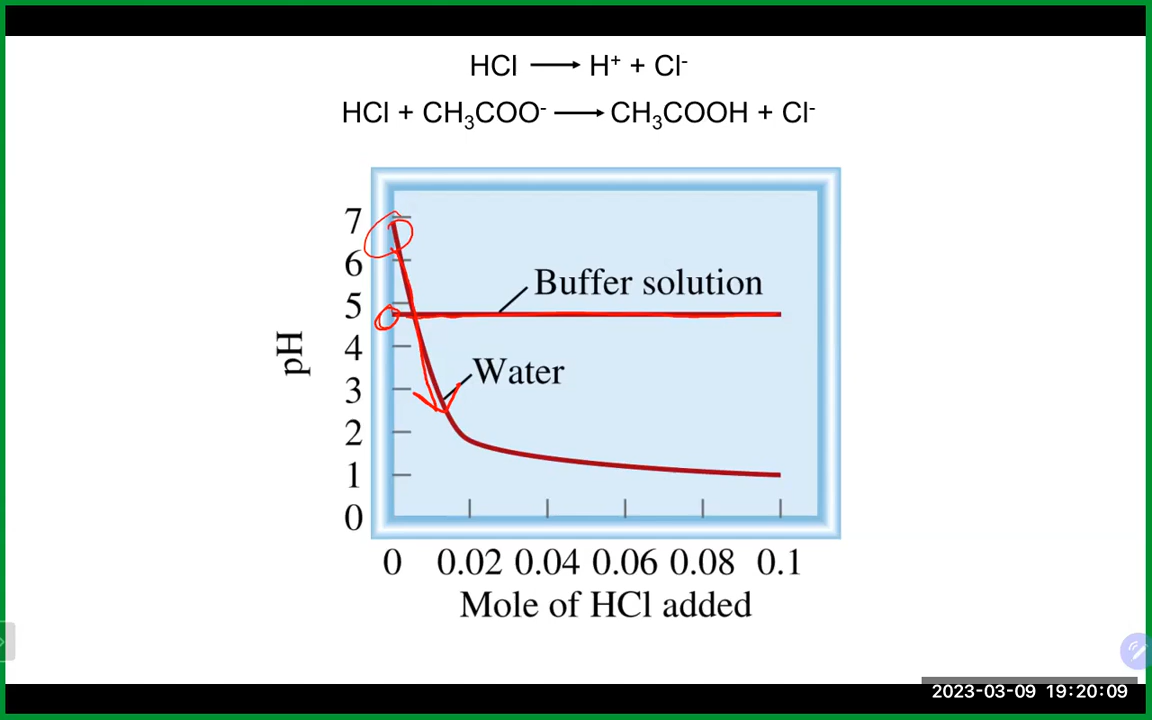 HCl ⟶ H⁺ + Cl⁻
HCl + CH₃COO⁻ ⟶ CH₃COOH + Cl⁻
7
6
5
4
3
2
1
0
pH
Buffer solution
Water
0 0.02 0.04 0.06 0.08 0.1
Mole of HCl added
2023-03-09 19:20:09